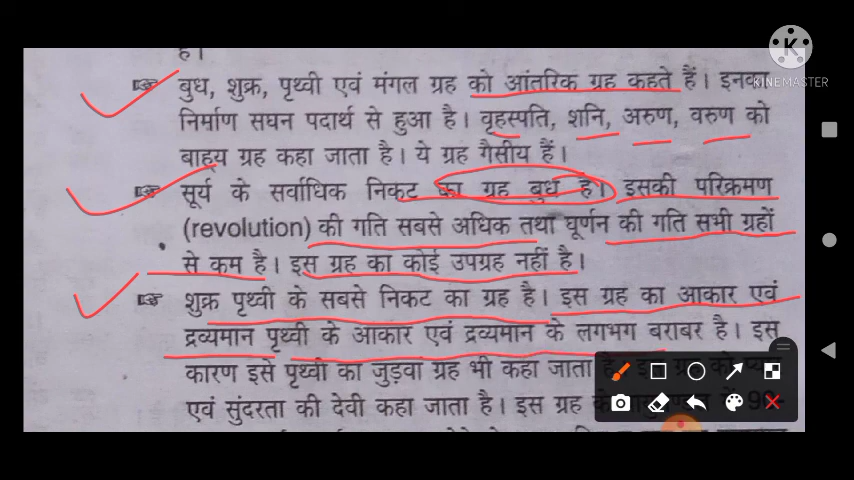 है।
बुध, शुक्र, पृथ्वी एवं मंगल ग्रह को आंतरिक ग्रह कहते हैं। इनका
KINEMASTER
निर्माण सघन पदार्थ से हुआ है। वृहस्पति, शनि, अरुण, वरुण को
बाह्य ग्रह कहा जाता है। ये ग्रह गैसीय हैं।
सूर्य के सर्वाधिक निकट का ग्रह बुध है। इसकी परिक्रमण
(revolution) की गति सबसे अधिक तथा घूर्णन की गति सभी ग्रहों
से कम है। इस ग्रह का कोई उपग्रह नहीं है।
शुक्र पृथ्वी के सबसे निकट का ग्रह है। इस ग्रह का आकार एवं
द्रव्यमान पृथ्वी के आकार एवं द्रव्यमान के लगभग बराबर है। इस
कारण इसे पृथ्वी का जुड़वा ग्रह भी कहा जाता
एवं सुंदरता की देवी कहा जाता है। इस ग्रह